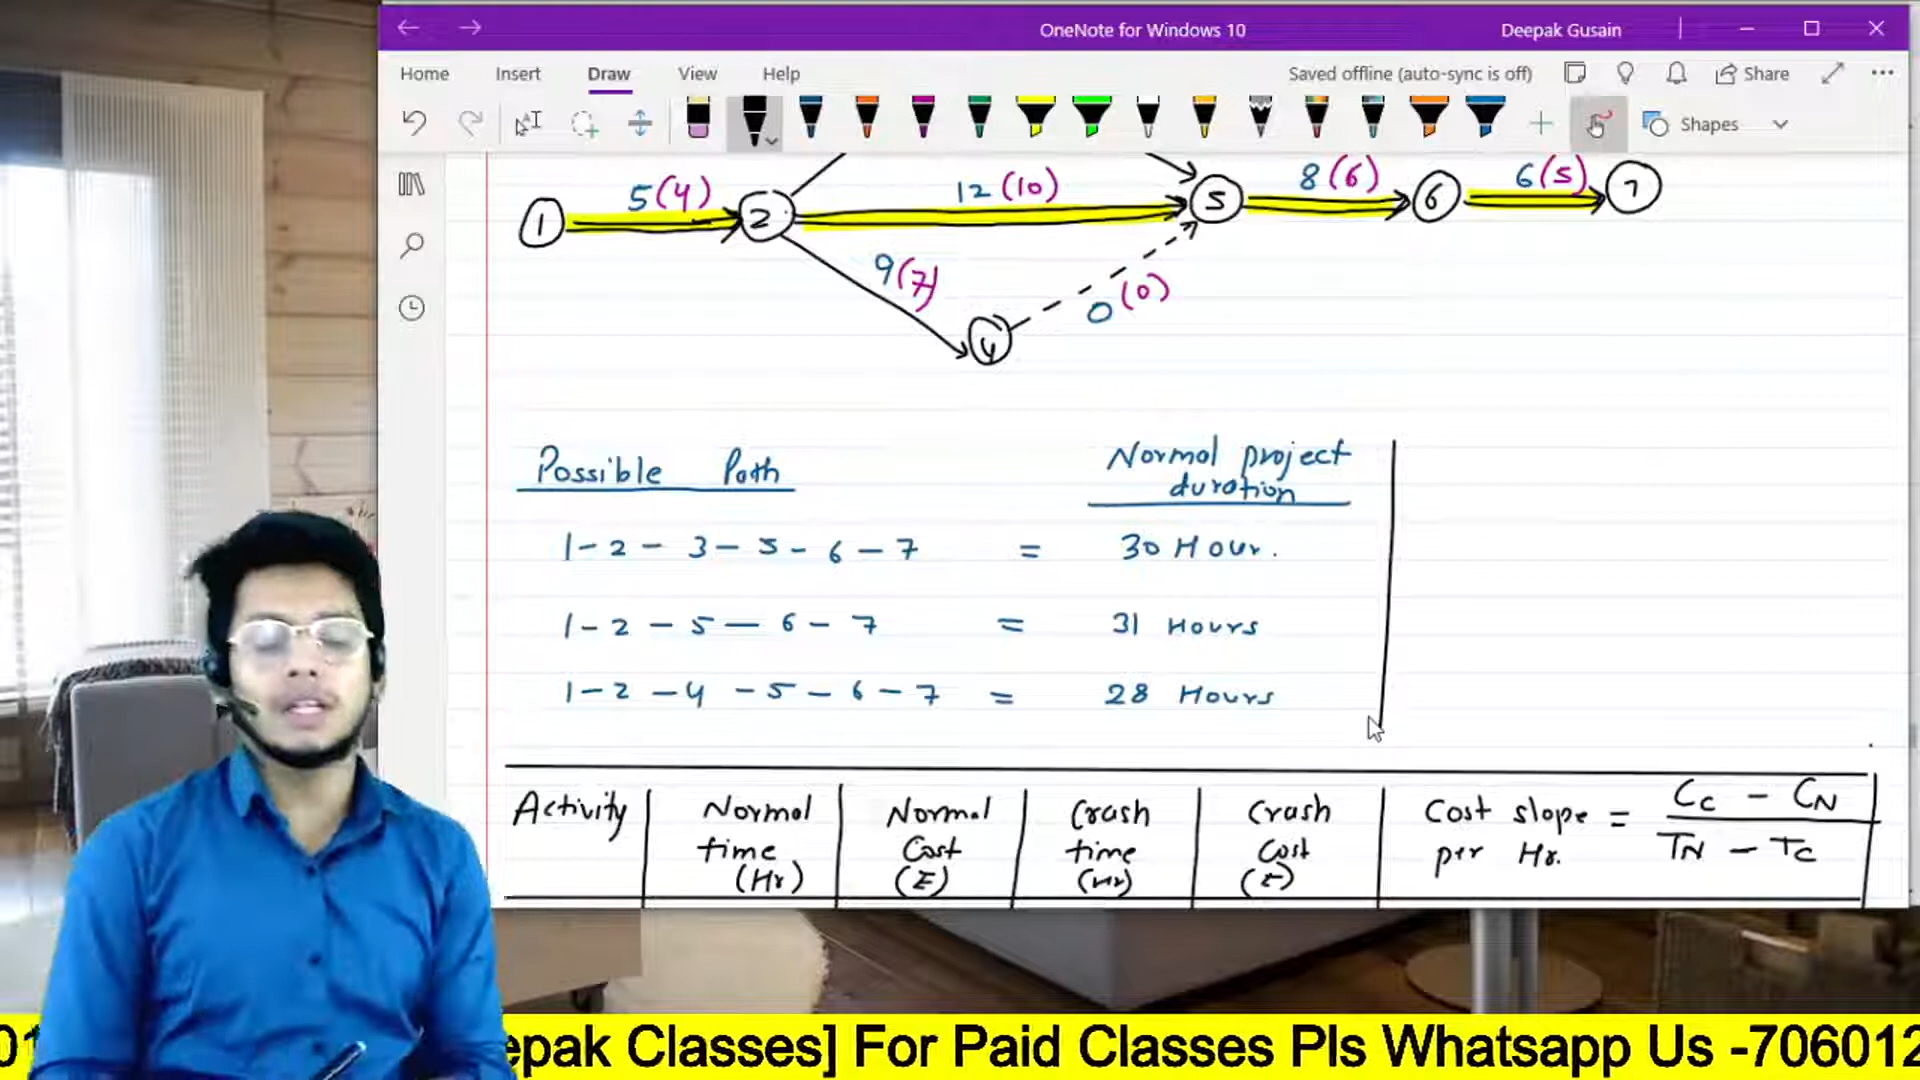 OneNote for Windows 10
Deepak Gusain
Home Insert Draw View Help
Saved offline (auto-sync is off)
Share
Shapes
5(4) 12(10) 8(6) 6(5)
1 2 5 6 7
9(7) 0(0)
4
Possible Path
Normal project
duration
1-2-3-5-6-7 = 30 Hour.
1-2-5-6-7 = 31 Hours
1-2-4-5-6-7 = 28 Hours
Activity Normal Normal Crash Crash Cost slope = Cc - CN
time Cost time Cost per Hr. TN - Tc
(Hr) (₹) (Hr) (₹)
epak Classes] For Paid Classes Pls Whatsapp Us -706012